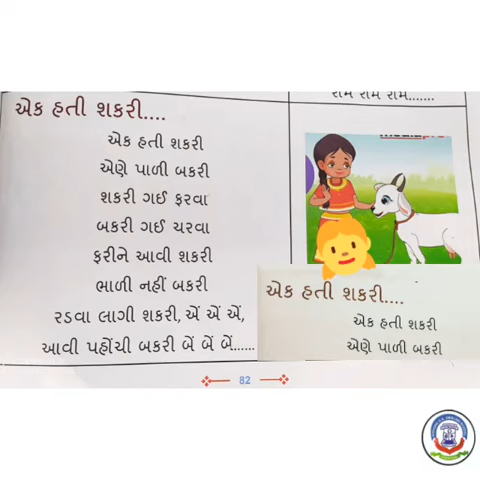 રામ રામ રામ.......
એક હતી શકરી....
એક હતી શકરી
એણે પાળી બકરી
શકરી ગઈ ફરવા
બકરી ગઈ ચરવા
ફરીને આવી શકરી
ભાળી નહીં બકરી
રડવા લાગી શકરી, એં એં એં,
આવી પહોંચી બકરી બેં બેં બેં......
એક હતી શકરી....
એક હતી શકરી
એણે પાળી બકરી
82